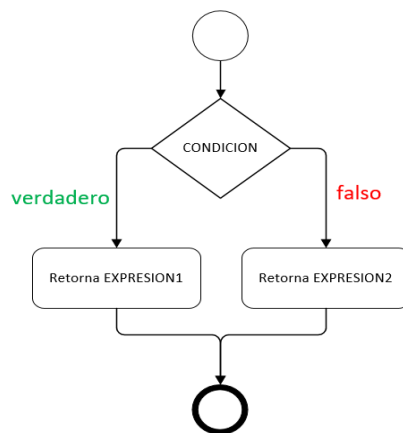 CONDICION
verdadero
falso
Retorna EXPRESION1
Retorna EXPRESION2